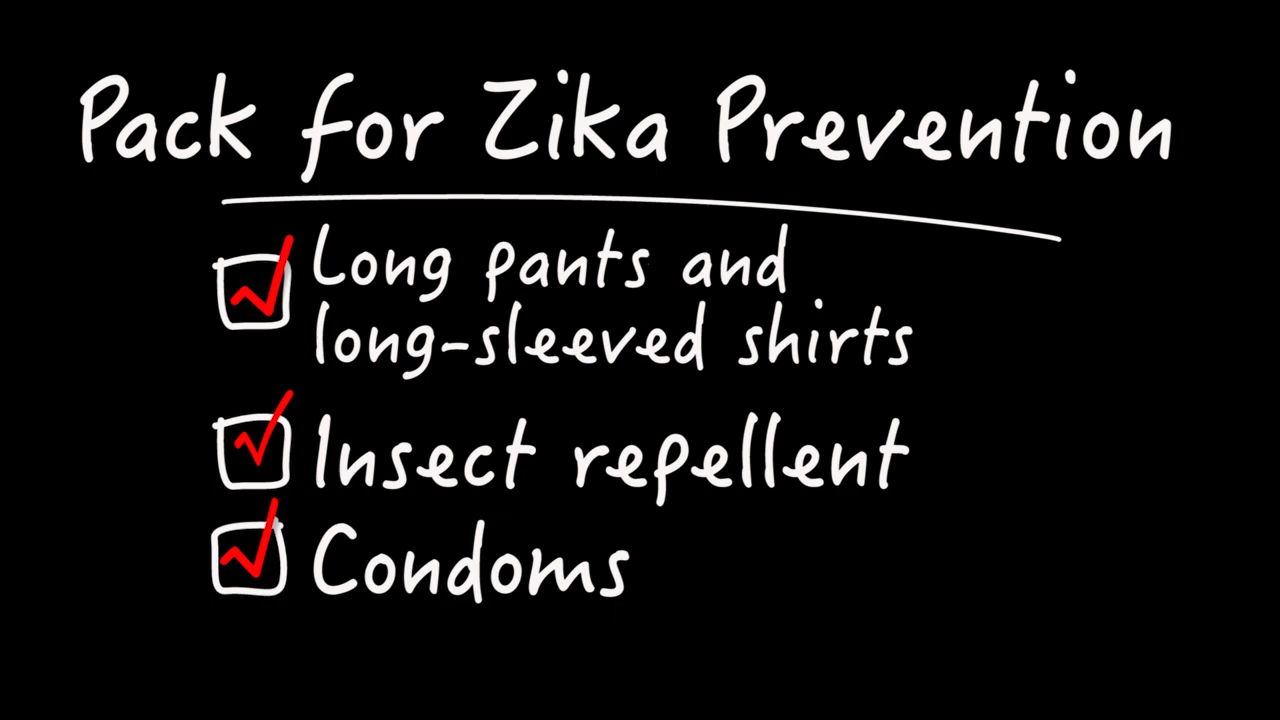 Pack for Zika Prevention
Long pants and
long-sleeved shirts
Insect repellent
Condoms